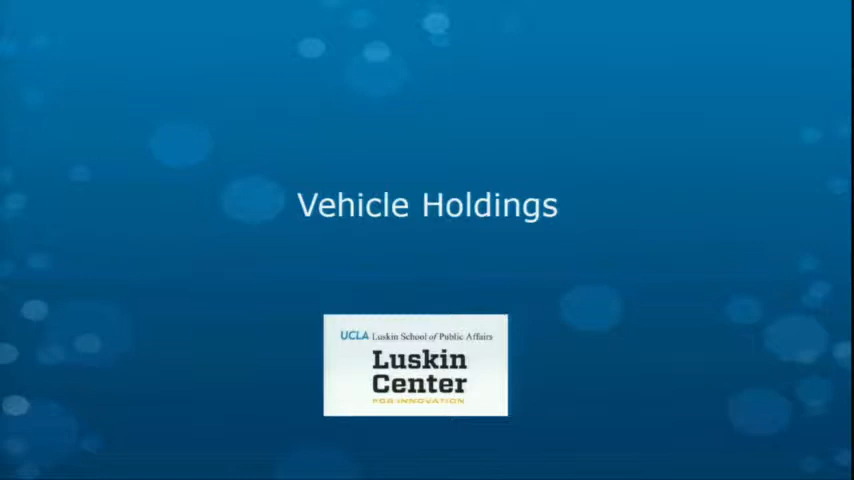 Vehicle Holdings
UCLA Luskin School of Public Affairs
Luskin
Center
FOR INNOVATION